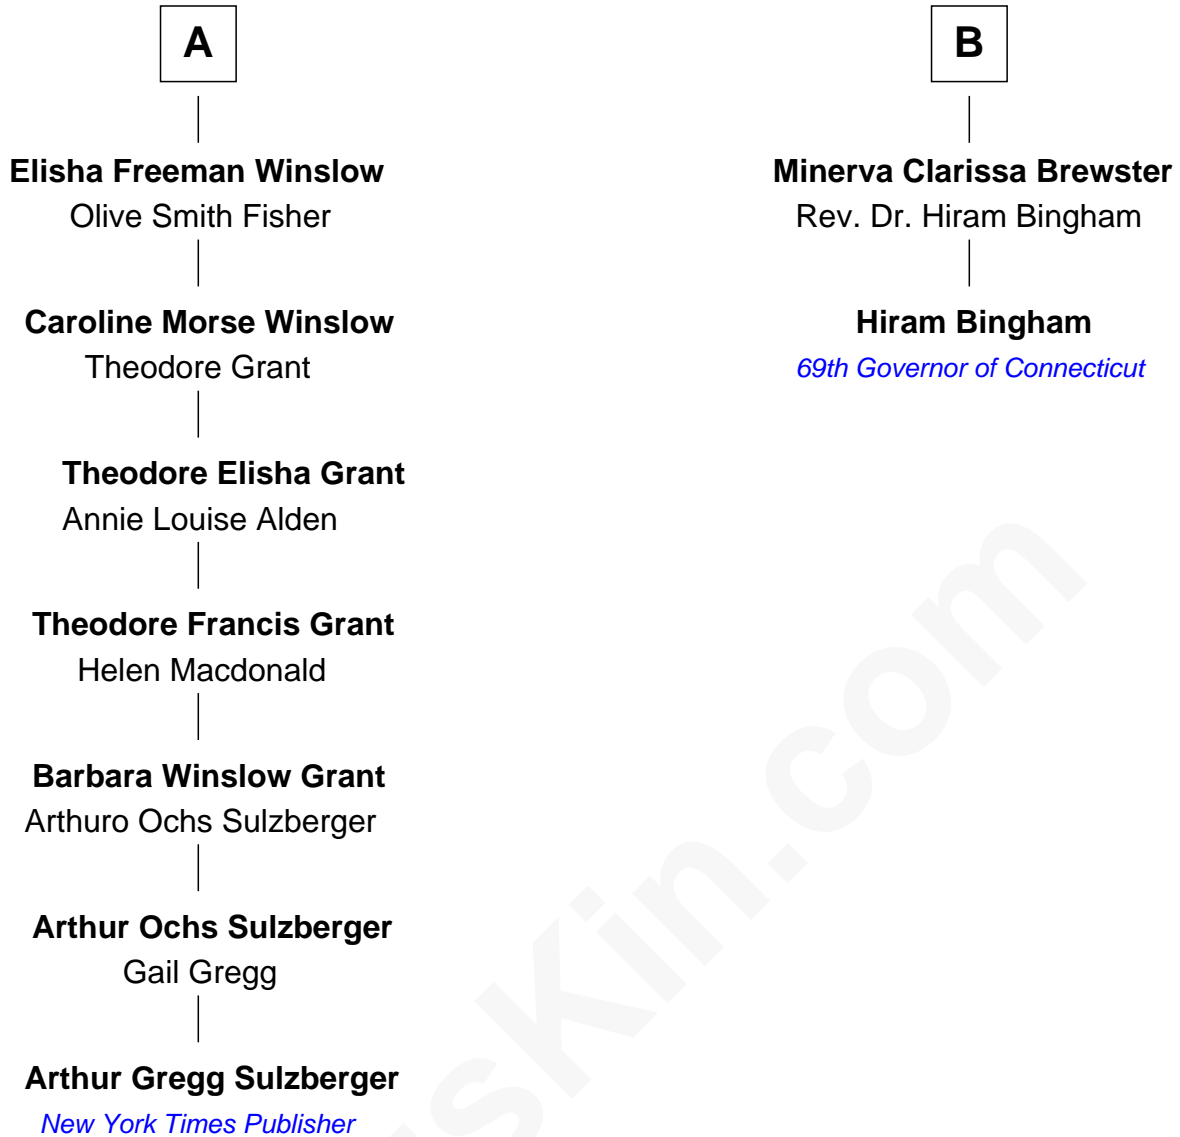 A
Elisha Freeman Winslow
Olive Smith Fisher
Caroline Morse Winslow
Theodore Grant
Theodore Elisha Grant
Annie Louise Alden
Theodore Francis Grant
Helen Macdonald
Barbara Winslow Grant
Arthuro Ochs Sulzberger
Arthur Ochs Sulzberger
Gail Gregg
Arthur Gregg Sulzberger
New York Times Publisher
B
Minerva Clarissa Brewster
Rev. Dr. Hiram Bingham
Hiram Bingham
69th Governor of Connecticut
sKin.com